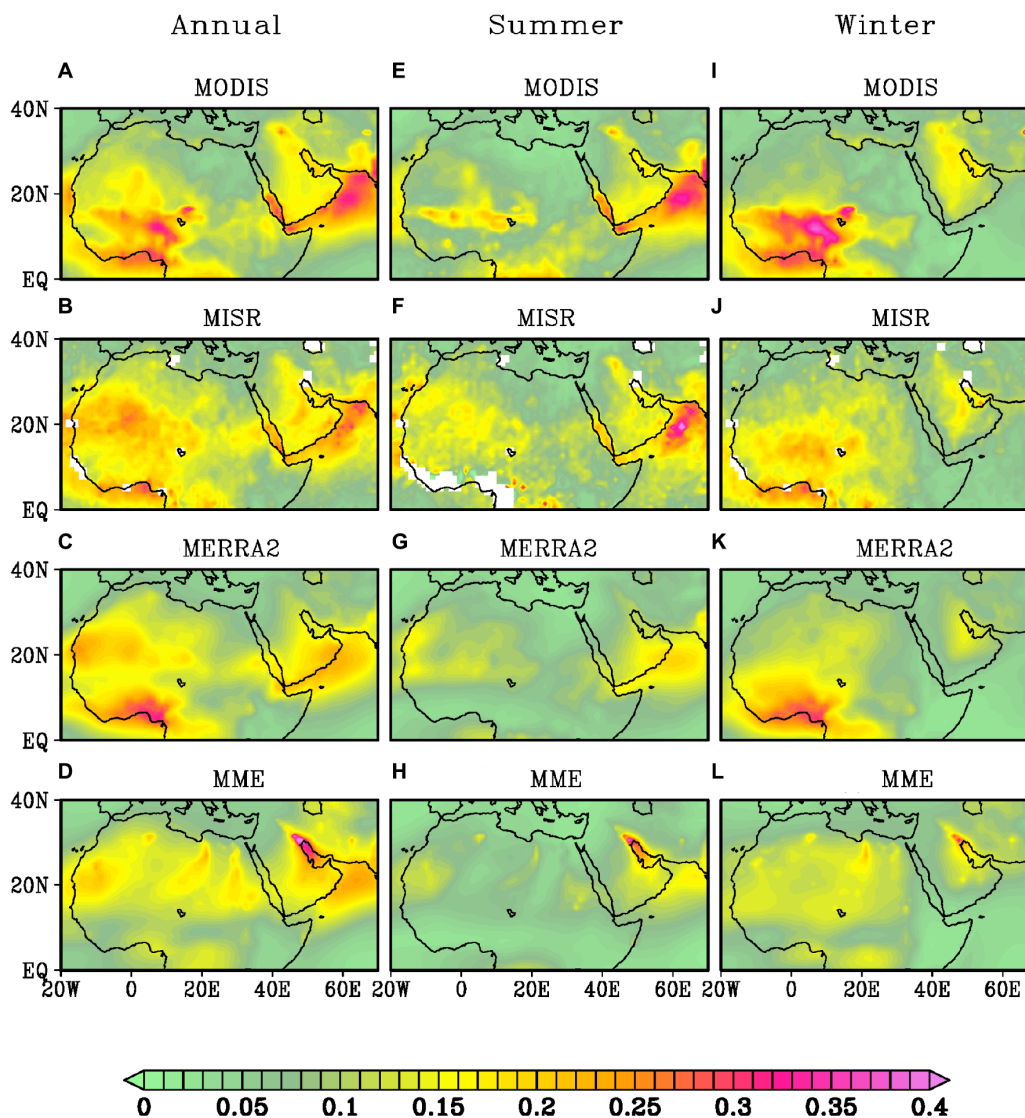 Annual Summer Winter
A E I
MODIS MODIS MODIS
40N
20N
EQ
B F J
MISR MISR MISR
40N
20N
EQ
C G K
MERRA2 MERRA2 MERRA2
40N
20N
EQ
D H L
MME MME MME
40N
20N
EQ
20W 0 20E 40E 60E 20W 0 20E 40E 60E 20W 0 20E 40E 60E
0 0.05 0.1 0.15 0.2 0.25 0.3 0.35 0.4